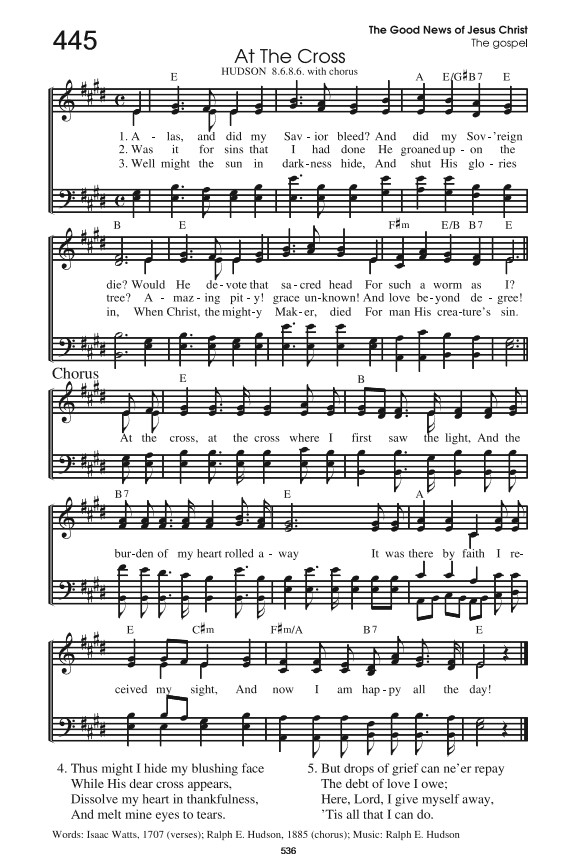 445
The Good News of Jesus Christ
The gospel
At The Cross
HUDSON 8.6.8.6. with chorus
E A E/G♯ B7 E
1. A - las, and did my Sav - ior bleed? And did my Sov-'reign
2. Was it for sins that I had done He groaned up - on the
3. Well might the sun in dark-ness hide, And shut His glo - ries
B E F♯m E/B B7 E
die? Would He de-vote that sa-cred head For such a worm as I?
tree? A - maz - ing pit - y! grace un-known! And love be-yond de - gree!
in, When Christ, the might-y Mak-er, died For man His crea-ture's sin.
Chorus
E B
At the cross, at the cross where I first saw the light, And the
B7 E A
bur-den of my heart rolled a - way It was there by faith I re-
E C♯m F♯m/A B7 E
ceived my sight, And now I am hap-py all the day!
4. Thus might I hide my blushing face
While His dear cross appears,
Dissolve my heart in thankfulness,
And melt mine eyes to tears.
5. But drops of grief can ne'er repay
The debt of love I owe;
Here, Lord, I give myself away,
'Tis all that I can do.
Words: Isaac Watts, 1707 (verses); Ralph E. Hudson, 1885 (chorus); Music: Ralph E. Hudson
536